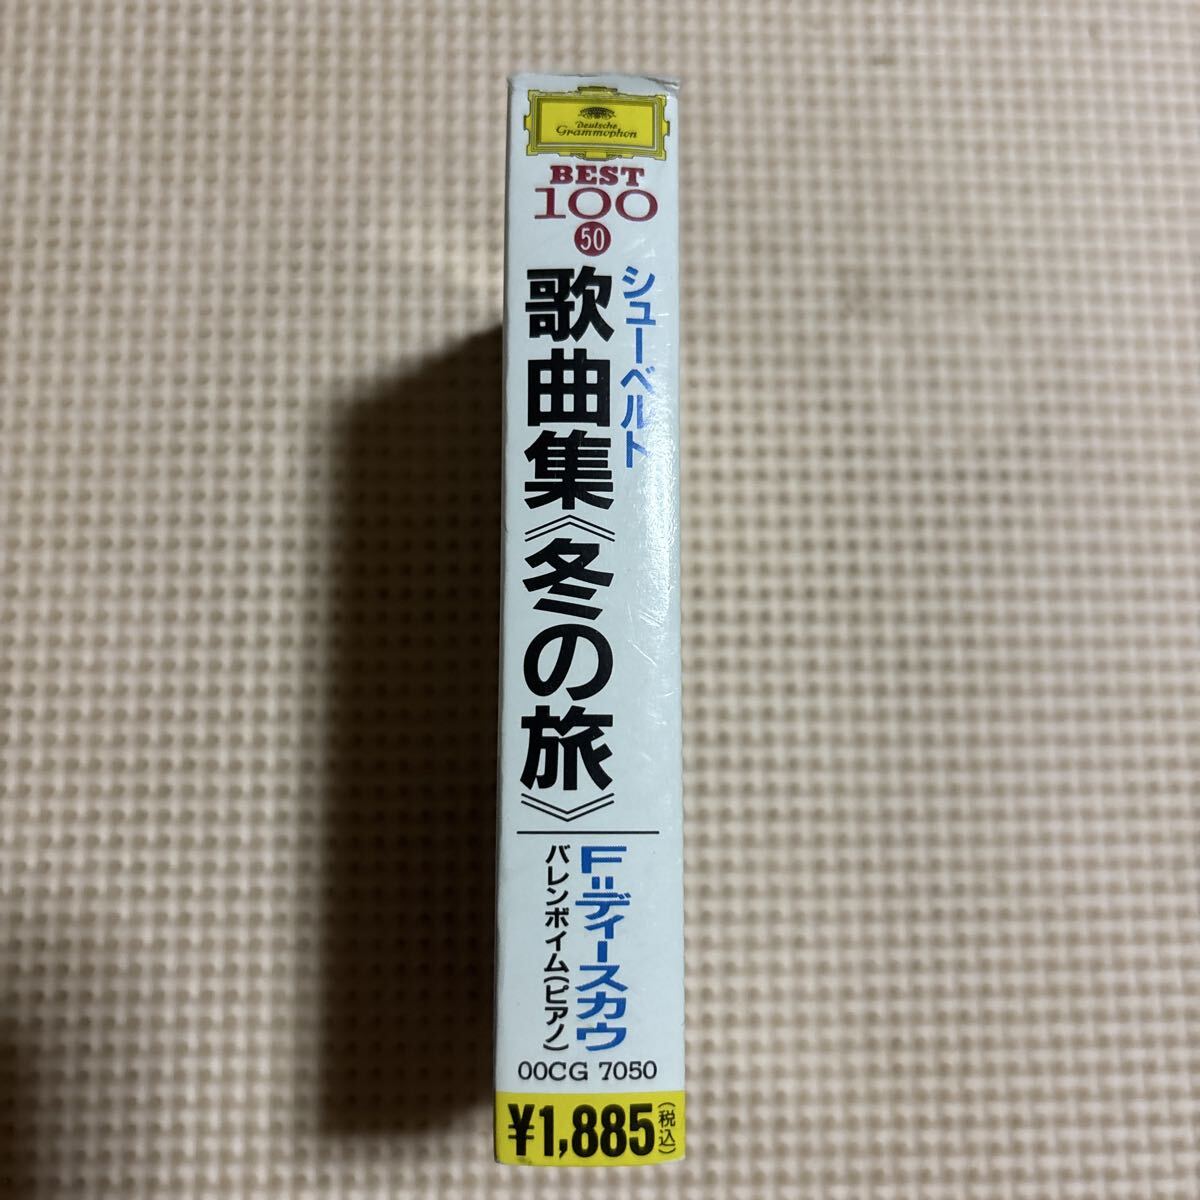 Deutsche
Grammophon
BEST
100
50
シューベルト
歌曲集《冬の旅》
F=ディースカウ
バレンボイム(ピアノ)
00CG 7050
¥1,885(税込)